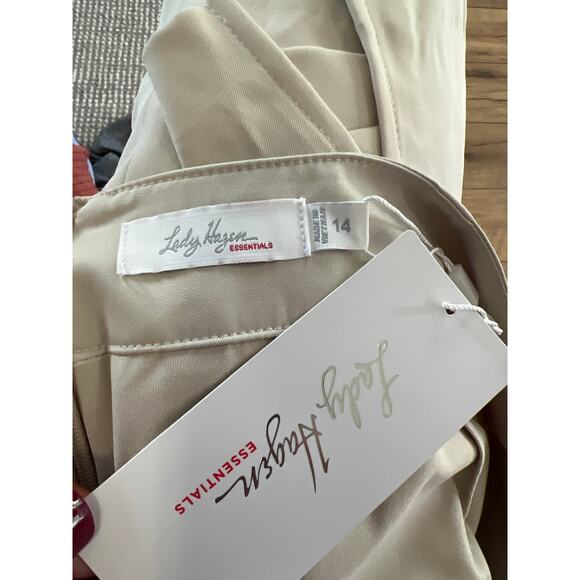 Lady Hagen
ESSENTIALS
MADE IN
VIETNAM
14
Lady Hagen
ESSENTIALS